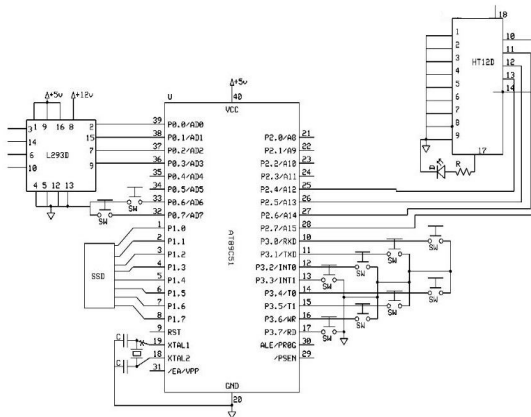 18
10
11
12
13
14
1
2
3
4
5
6
7
8
9
HT12D
17
R
+5v
+12v
+5v
U
40
VCC
3
14
6
10
1 9 16 8 2
15
7
9
L293D
4 5 12 13
SW
SW
39 P0.0/AD0
38 P0.1/AD1
37 P0.2/AD2
36 P0.3/AD3
35 P0.4/AD4
34 P0.5/AD5
33 P0.6/AD6
32 P0.7/AD7
1 P1.0
2 P1.1
3 P1.2
4 P1.3
5 P1.4
6 P1.5
7 P1.6
8 P1.7
9 RST
19 XTAL1
18 XTAL2
31 /EA/VPP
AT89C51
P2.0/A8 21
P2.1/A9 22
P2.2/A10 23
P2.3/A11 24
P2.4/A12 25
P2.5/A13 26
P2.6/A14 27
P2.7/A15 28
P3.0/RXD 10
P3.1/TXD 11
P3.2/INT0 12
P3.3/INT1 13
P3.4/T0 14
P3.5/T1 15
P3.6/WR 16
P3.7/RD 17
ALE/PROG 30
/PSEN 29
GND
20
SSD
C
X
C
SW
SW
SW
SW
SW
SW
SW
SW